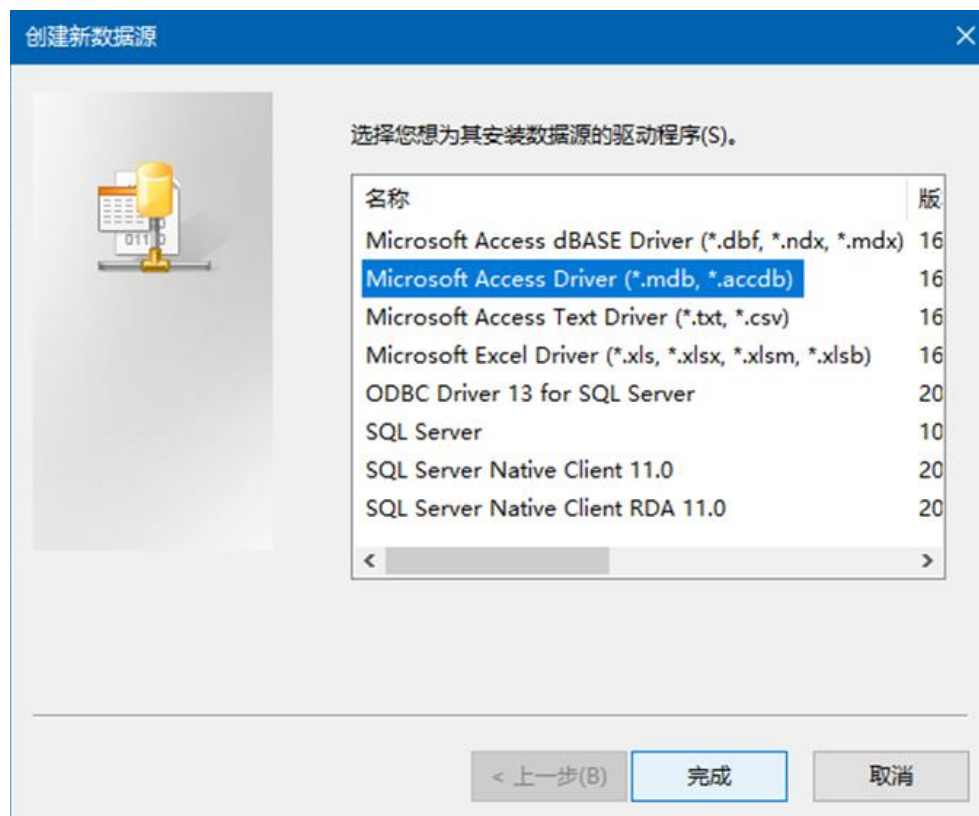 创建新数据源
选择您想为其安装数据源的驱动程序(S)。
名称 版
Microsoft Access dBASE Driver (*.dbf, *.ndx, *.mdx) 16
Microsoft Access Driver (*.mdb, *.accdb) 16
Microsoft Access Text Driver (*.txt, *.csv) 16
Microsoft Excel Driver (*.xls, *.xlsx, *.xlsm, *.xlsb) 16
ODBC Driver 13 for SQL Server 20
SQL Server 10
SQL Server Native Client 11.0 20
SQL Server Native Client RDA 11.0 20
< 上一步(B) 完成 取消